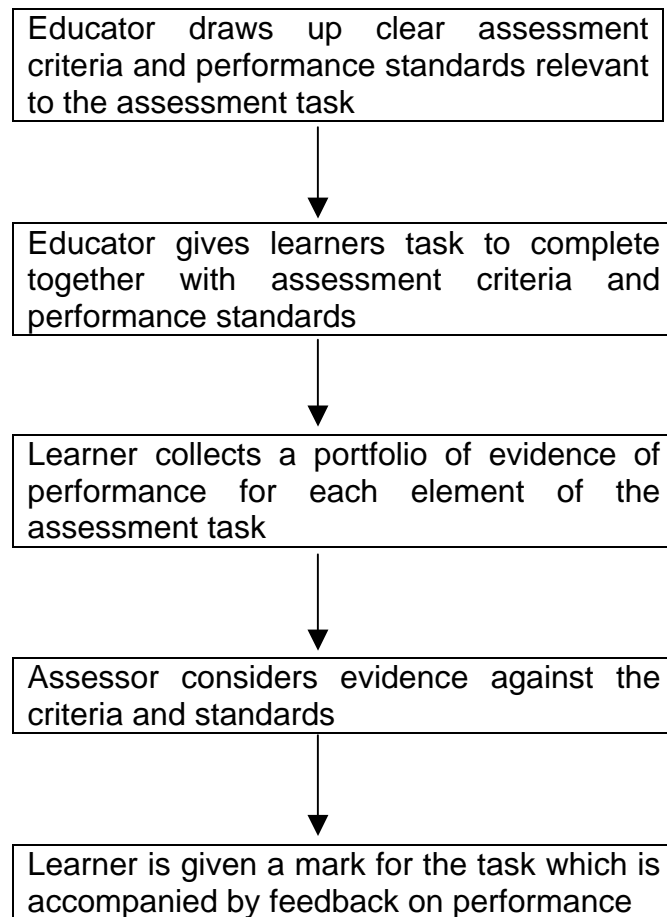 Educator draws up clear assessment
criteria and performance standards relevant
to the assessment task
Educator gives learners task to complete
together with assessment criteria and
performance standards
Learner collects a portfolio of evidence of
performance for each element of the
assessment task
Assessor considers evidence against the
criteria and standards
Learner is given a mark for the task which is
accompanied by feedback on performance